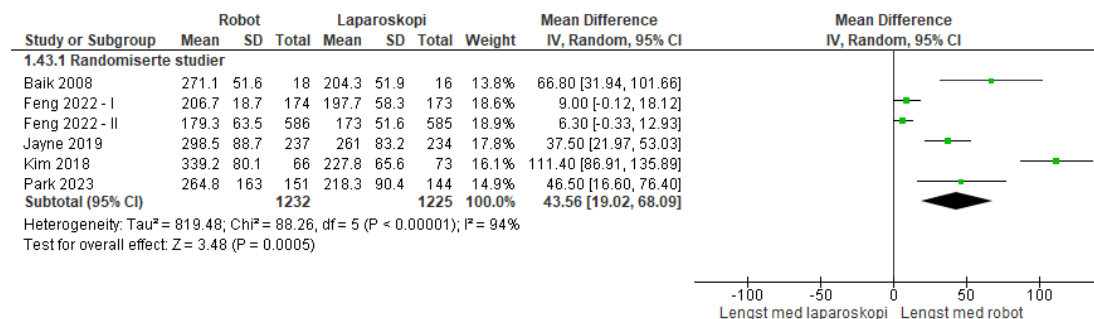 Robot Laparoskopi Mean Difference Mean Difference
Study or Subgroup Mean SD Total Mean SD Total Weight IV, Random, 95% CI IV, Random, 95% CI
1.43.1 Randomiserte studier
Baik 2008 271.1 51.6 18 204.3 51.9 16 13.8% 66.80 [31.94, 101.66]
Feng 2022 - I 206.7 18.7 174 197.7 58.3 173 18.6% 9.00 [-0.12, 18.12]
Feng 2022 - II 179.3 63.5 586 173 51.6 585 18.9% 6.30 [-0.33, 12.93]
Jayne 2019 298.5 88.7 237 261 83.2 234 17.8% 37.50 [21.97, 53.03]
Kim 2018 339.2 80.1 66 227.8 65.6 73 16.1% 111.40 [86.91, 135.89]
Park 2023 264.8 163 151 218.3 90.4 144 14.9% 46.50 [16.60, 76.40]
Subtotal (95% CI) 1232 1225 100.0% 43.56 [19.02, 68.09]
Heterogeneity: Tau² = 819.48; Chi² = 88.26, df = 5 (P < 0.00001); I² = 94%
Test for overall effect: Z = 3.48 (P = 0.0005)
-100 -50 0 50 100
Lengst med laparoskopi Lengst med robot